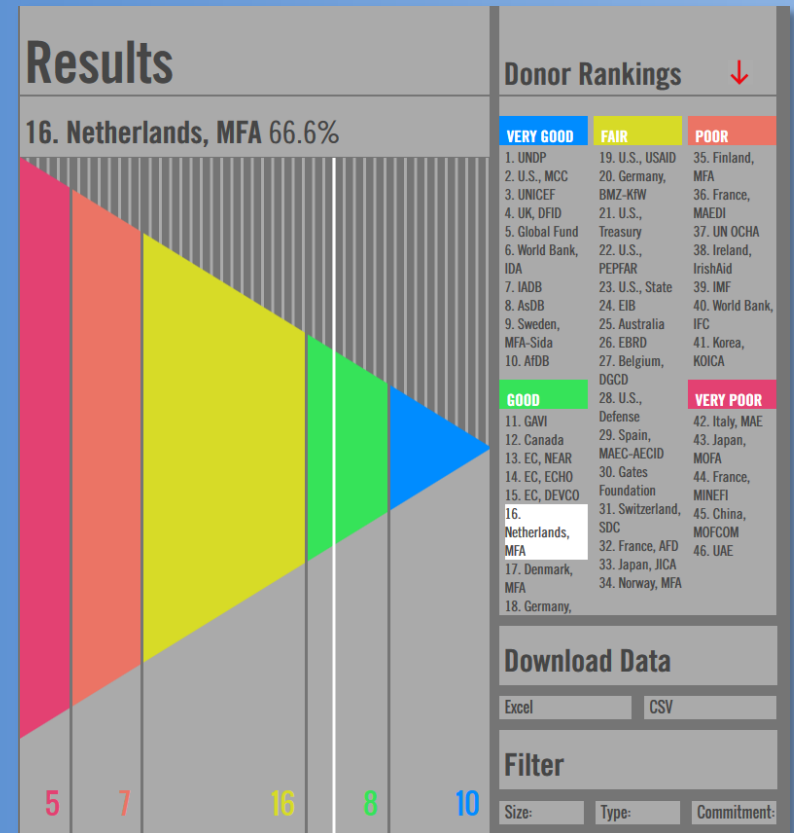 Results
16. Netherlands, MFA 66.6%
5
7
16
8
10
Donor Rankings ↓
VERY GOOD
1. UNDP
2. U.S., MCC
3. UNICEF
4. UK, DFID
5. Global Fund
6. World Bank,
IDA
7. IADB
8. AsDB
9. Sweden,
MFA-Sida
10. AfDB
GOOD
11. GAVI
12. Canada
13. EC, NEAR
14. EC, ECHO
15. EC, DEVCO
16.
Netherlands,
MFA
17. Denmark,
MFA
18. Germany,
FAIR
19. U.S., USAID
20. Germany,
BMZ-KfW
21. U.S.,
Treasury
22. U.S.,
PEPFAR
23. U.S., State
24. EIB
25. Australia
26. EBRD
27. Belgium,
DGCD
28. U.S.,
Defense
29. Spain,
MAEC-AECID
30. Gates
Foundation
31. Switzerland,
SDC
32. France, AFD
33. Japan, JICA
34. Norway, MFA
POOR
35. Finland,
MFA
36. France,
MAEDI
37. UN OCHA
38. Ireland,
IrishAid
39. IMF
40. World Bank,
IFC
41. Korea,
KOICA
VERY POOR
42. Italy, MAE
43. Japan,
MOFA
44. France,
MINEFI
45. China,
MOFCOM
46. UAE
Download Data
Excel
CSV
Filter
Size:
Type:
Commitment: